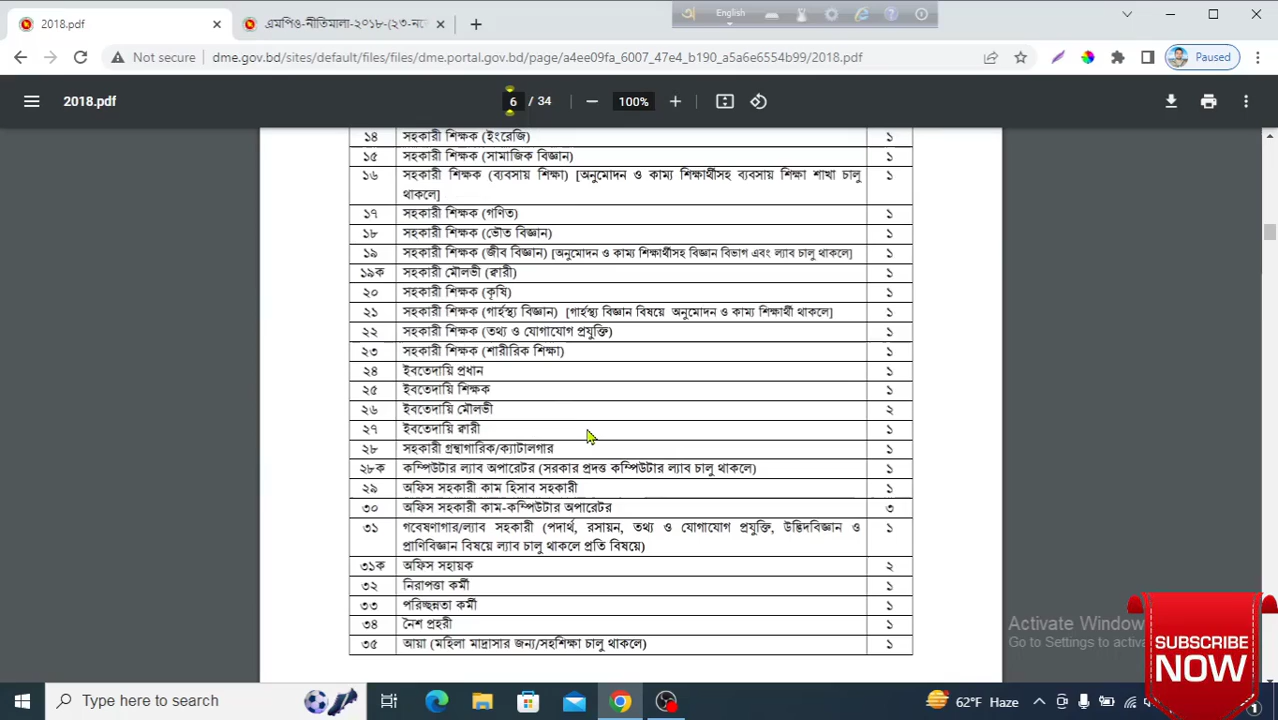 2018.pdf
এমপিও-নীতিমালা-২০১৮-(২৩-নভে
English
Not secure
dme.gov.bd/sites/default/files/files/dme.portal.gov.bd/page/a4ee09fa_6007_47e4_b190_a5a6e6554b99/2018.pdf
Paused
2018.pdf
6 / 34
100%
১৪ সহকারী শিক্ষক (ইংরেজি) ১
১৫ সহকারী শিক্ষক (সামাজিক বিজ্ঞান) ১
১৬ সহকারী শিক্ষক (ব্যবসায় শিক্ষা) [অনুমোদন ও কাম্য শিক্ষার্থীসহ ব্যবসায় শিক্ষা শাখা চালু ১
থাকলে]
১৭ সহকারী শিক্ষক (গণিত) ১
১৮ সহকারী শিক্ষক (ভৌত বিজ্ঞান) ১
১৯ সহকারী শিক্ষক (জীব বিজ্ঞান) [অনুমোদন ও কাম্য শিক্ষার্থীসহ বিজ্ঞান বিভাগ এবং ল্যাব চালু থাকলে] ১
১৯ক সহকারী মৌলভী (ক্বারী) ১
২০ সহকারী শিক্ষক (কৃষি) ১
২১ সহকারী শিক্ষক (গার্হস্থ্য বিজ্ঞান) [গার্হস্থ্য বিজ্ঞান বিষয়ে অনুমোদন ও কাম্য শিক্ষার্থী থাকলে] ১
২২ সহকারী শিক্ষক (তথ্য ও যোগাযোগ প্রযুক্তি) ১
২৩ সহকারী শিক্ষক (শারীরিক শিক্ষা) ১
২৪ ইবতেদায়ি প্রধান ১
২৫ ইবতেদায়ি শিক্ষক ১
২৬ ইবতেদায়ি মৌলভী ২
২৭ ইবতেদায়ি ক্বারী ১
২৮ সহকারী গ্রন্থাগারিক/ক্যাটালগার ১
২৮ক কম্পিউটার ল্যাব অপারেটর (সরকার প্রদত্ত কম্পিউটার ল্যাব চালু থাকলে) ১
২৯ অফিস সহকারী কাম হিসাব সহকারী ১
৩০ অফিস সহকারী কাম-কম্পিউটার অপারেটর ৩
৩১ গবেষণাগার/ল্যাব সহকারী (পদার্থ, রসায়ন, তথ্য ও যোগাযোগ প্রযুক্তি, উদ্ভিদবিজ্ঞান ও ১
প্রাণিবিজ্ঞান বিষয়ে ল্যাব চালু থাকলে প্রতি বিষয়ে)
৩১ক অফিস সহায়ক ২
৩২ নিরাপত্তা কর্মী ১
৩৩ পরিচ্ছন্নতা কর্মী ১
৩৪ নৈশ প্রহরী ১
৩৫ আয়া (মহিলা মাদ্রাসার জন্য/সহশিক্ষা চালু থাকলে) ১
Activate Window
Go to Settings to activa
SUBSCRIBE
NOW
Type here to search
62°F Haze